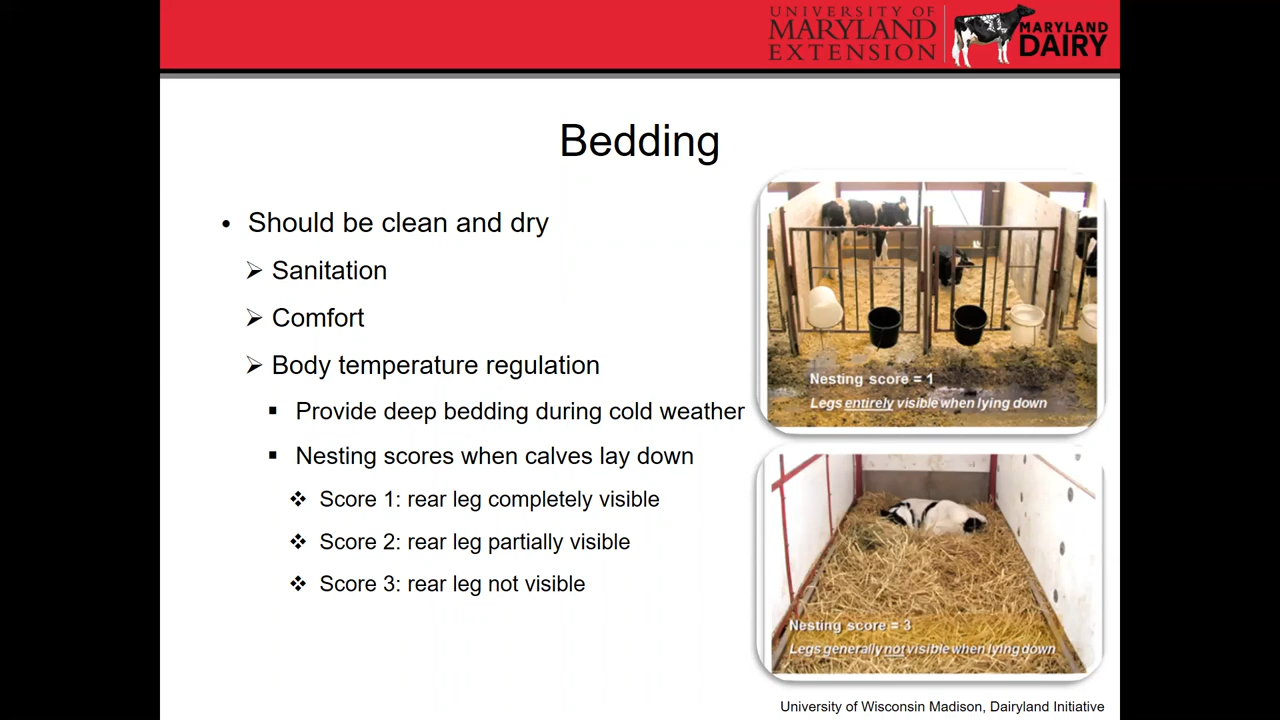 UNIVERSITY OF
MARYLAND
EXTENSION
MARYLAND
DAIRY
Bedding
• Should be clean and dry
➢ Sanitation
➢ Comfort
➢ Body temperature regulation
▪ Provide deep bedding during cold weather
▪ Nesting scores when calves lay down
❖ Score 1: rear leg completely visible
❖ Score 2: rear leg partially visible
❖ Score 3: rear leg not visible
Nesting score = 1
Legs entirely visible when lying down
Nesting score = 3
Legs generally not visible when lying down
University of Wisconsin Madison, Dairyland Initiative